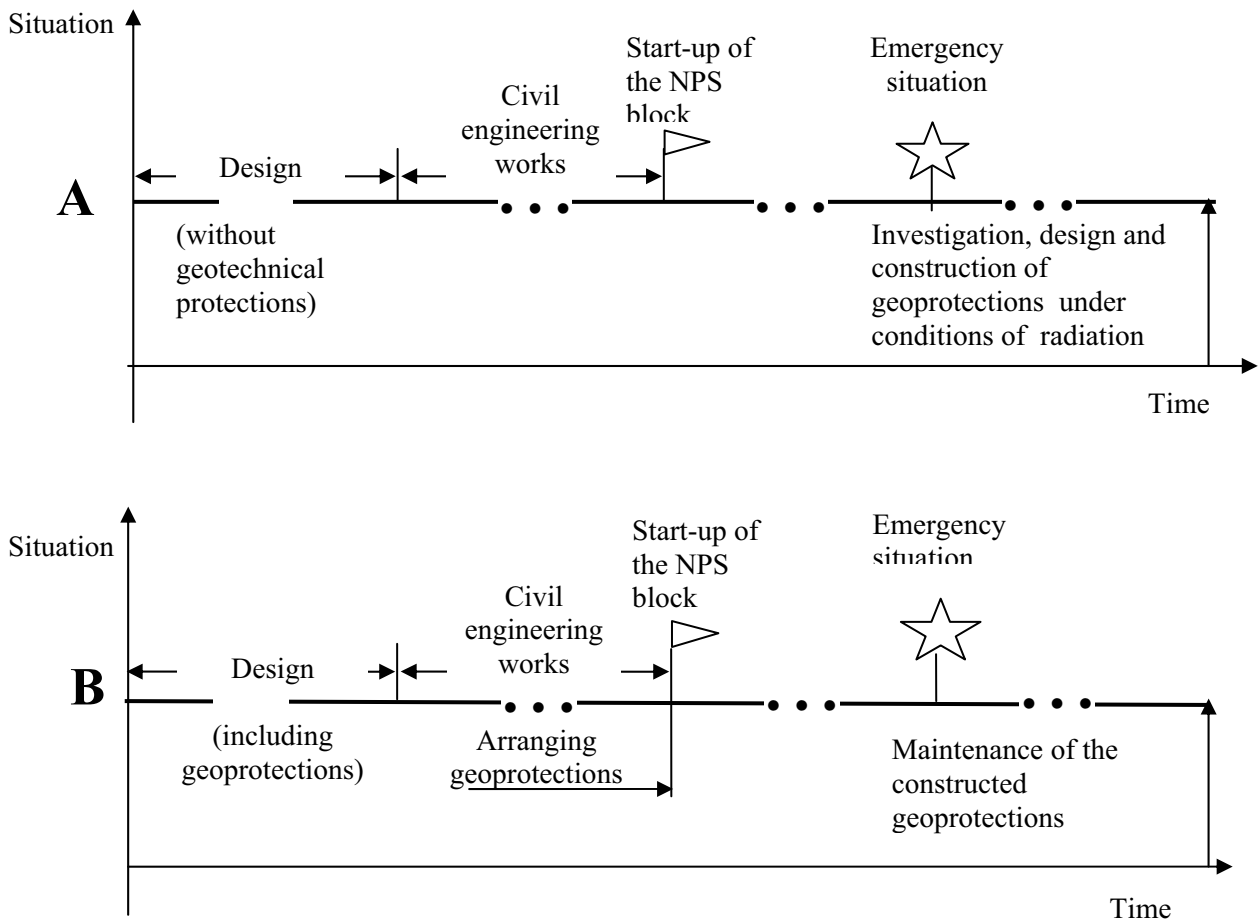 Situation
Start-up of
the NPS
block
Emergency
situation
Civil
engineering
works
Design
A
(without
geotechnical
protections)
Investigation, design and
construction of
geoprotections under
conditions of radiation
Time
Situation
Start-up of
the NPS
block
Emergency
situation
Civil
engineering
works
Design
B
(including
geoprotections)
Arranging
geoprotections
Maintenance of the
constructed
geoprotections
Time